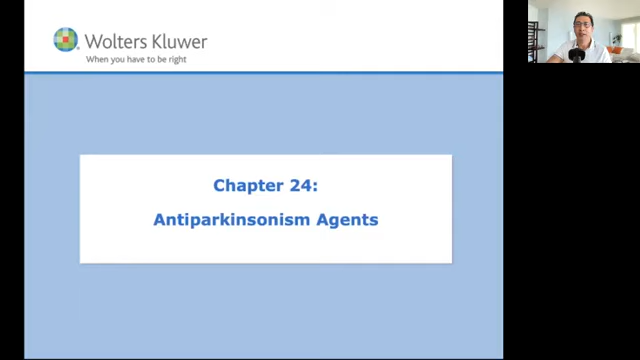 Wolters Kluwer
When you have to be right
Chapter 24:
Antiparkinsonism Agents